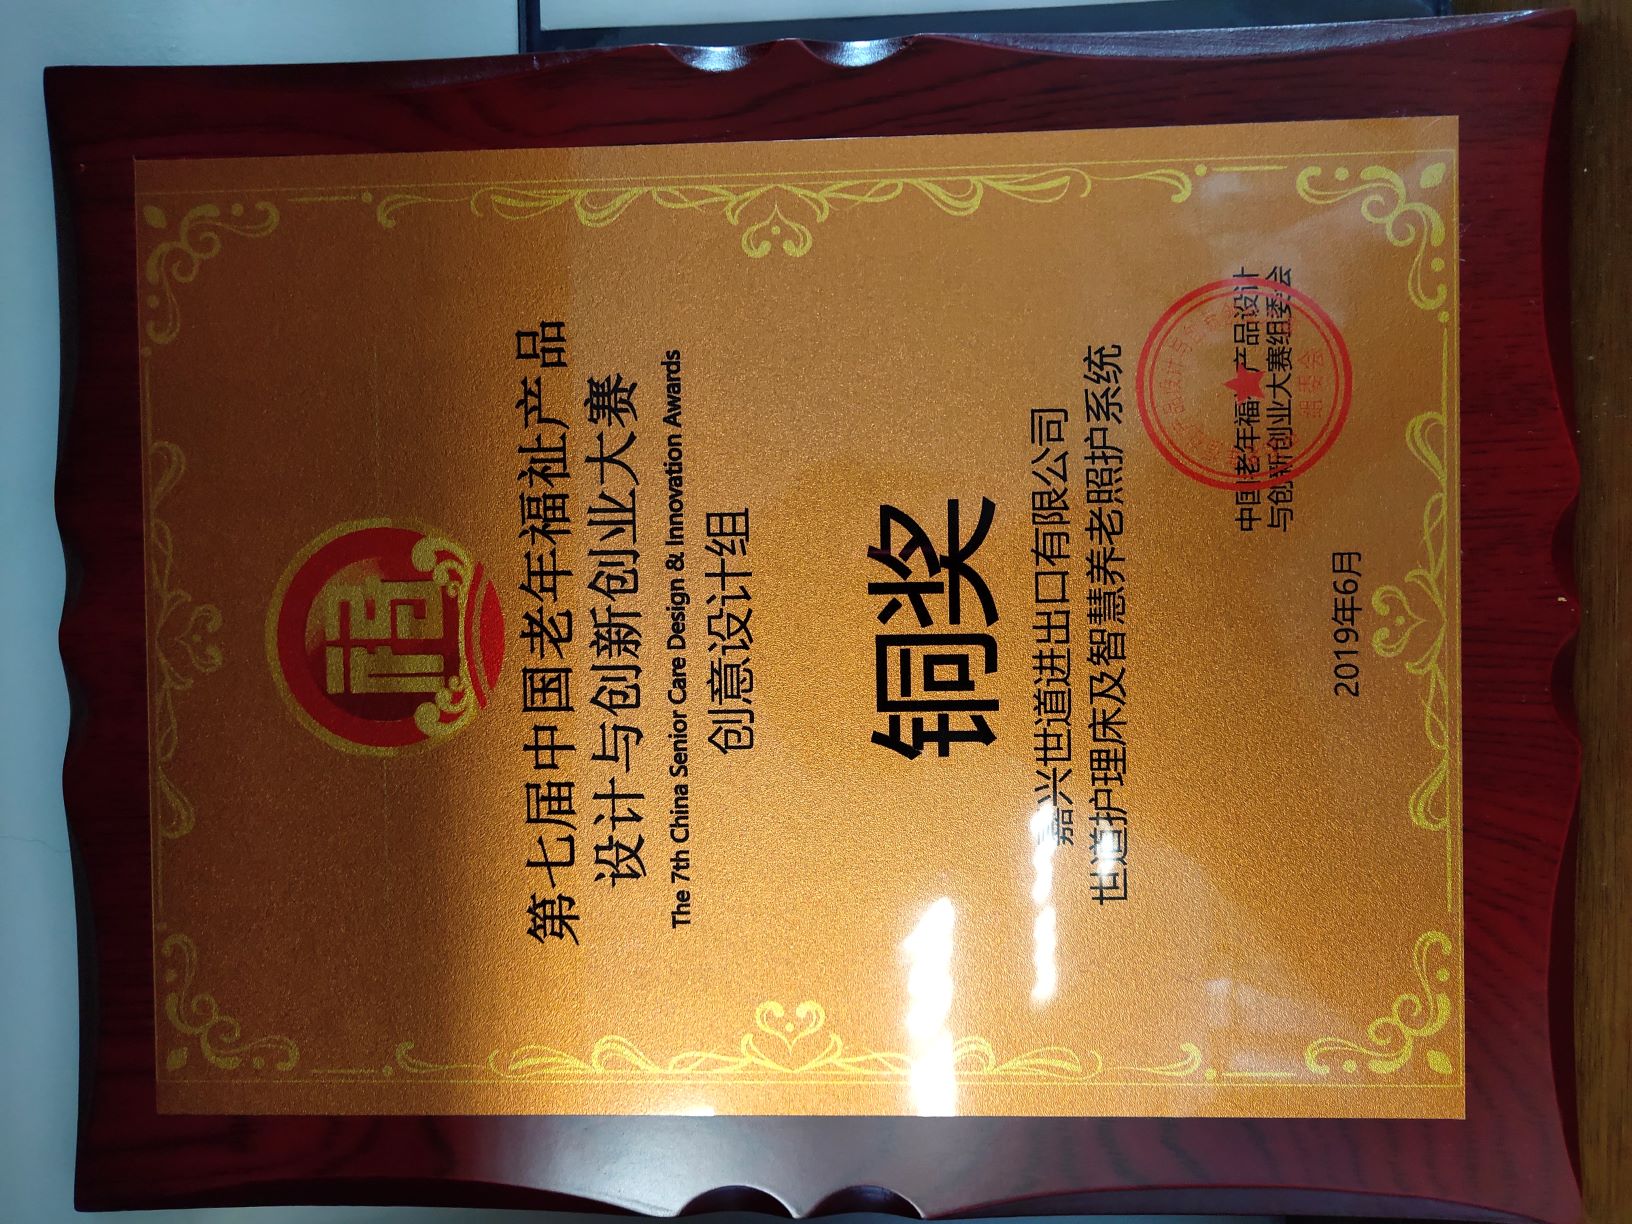 福
第七届中国老年福祉产品
设计与创新创业大赛
The 7th China Senior Care Design & Innovation Awards
创意设计组
铜奖
嘉兴世道进出口有限公司
世道护理床及智慧养老照护系统
中国老年福祉产品设计
与创新创业大赛组委会
2019年6月
组委会